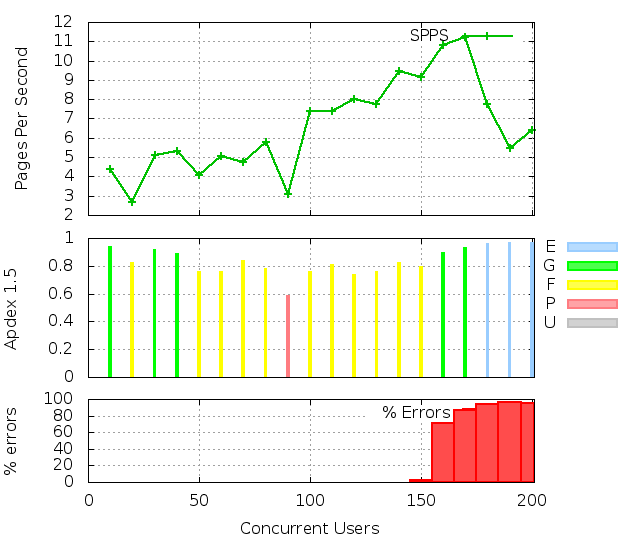 Pages Per Second
12
11
10
9
8
7
6
5
4
3
2
SPPS
Apdex 1.5
1
0.8
0.6
0.4
0.2
0
E
G
F
P
U
% errors
100
80
60
40
20
0
% Errors
0 50 100 150 200
Concurrent Users